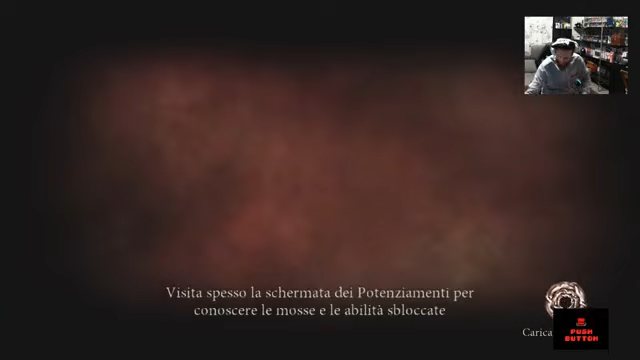 Visita spesso la schermata dei Potenziamenti per
conoscere le mosse e le abilità sbloccate
Carica
PUSH
BUTTON